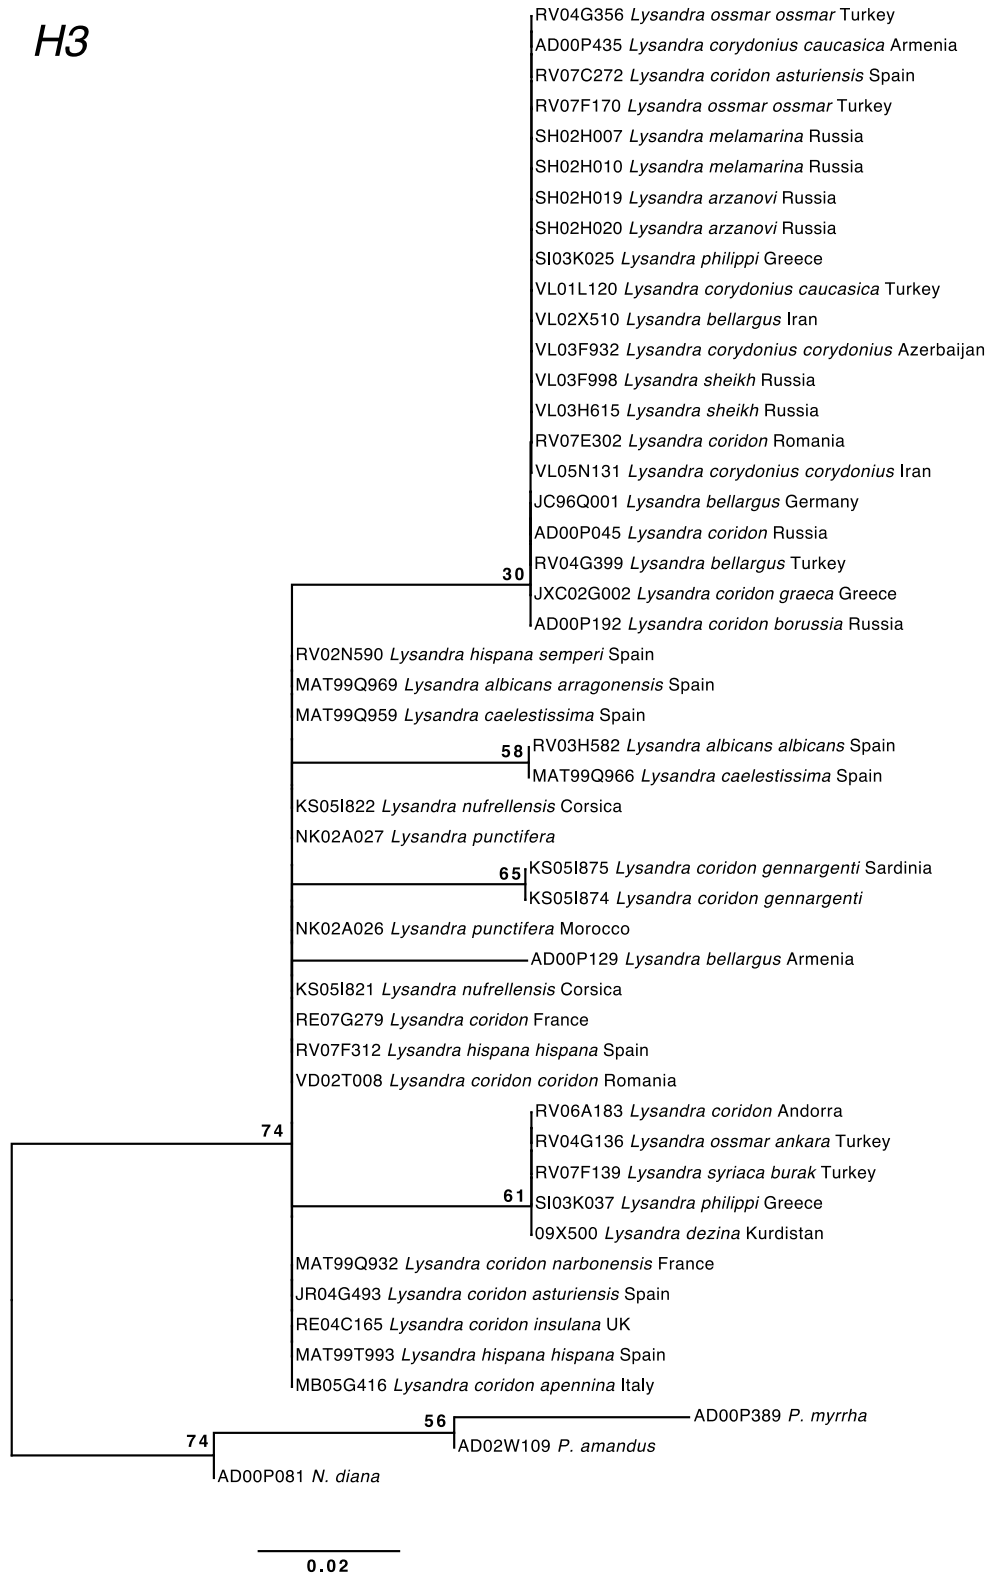 H3
RV04G356 Lysandra ossmar ossmar Turkey
AD00P435 Lysandra corydonius caucasica Armenia
RV07C272 Lysandra coridon asturiensis Spain
RV07F170 Lysandra ossmar ossmar Turkey
SH02H007 Lysandra melamarina Russia
SH02H010 Lysandra melamarina Russia
SH02H019 Lysandra arzanovi Russia
SH02H020 Lysandra arzanovi Russia
SI03K025 Lysandra philippi Greece
VL01L120 Lysandra corydonius caucasica Turkey
VL02X510 Lysandra bellargus Iran
VL03F932 Lysandra corydonius corydonius Azerbaijan
VL03F998 Lysandra sheikh Russia
VL03H615 Lysandra sheikh Russia
RV07E302 Lysandra coridon Romania
VL05N131 Lysandra corydonius corydonius Iran
JC96Q001 Lysandra bellargus Germany
AD00P045 Lysandra coridon Russia
RV04G399 Lysandra bellargus Turkey
30
JXC02G002 Lysandra coridon graeca Greece
AD00P192 Lysandra coridon borussia Russia
RV02N590 Lysandra hispana semperi Spain
MAT99Q969 Lysandra albicans arragonensis Spain
MAT99Q959 Lysandra caelestissima Spain
58 RV03H582 Lysandra albicans albicans Spain
MAT99Q966 Lysandra caelestissima Spain
KS05I822 Lysandra nufrellensis Corsica
NK02A027 Lysandra punctifera
65 KS05I875 Lysandra coridon gennargenti Sardinia
KS05I874 Lysandra coridon gennargenti
NK02A026 Lysandra punctifera Morocco
AD00P129 Lysandra bellargus Armenia
KS05I821 Lysandra nufrellensis Corsica
RE07G279 Lysandra coridon France
RV07F312 Lysandra hispana hispana Spain
VD02T008 Lysandra coridon coridon Romania
RV06A183 Lysandra coridon Andorra
74
RV04G136 Lysandra ossmar ankara Turkey
RV07F139 Lysandra syriaca burak Turkey
61 SI03K037 Lysandra philippi Greece
09X500 Lysandra dezina Kurdistan
MAT99Q932 Lysandra coridon narbonensis France
JR04G493 Lysandra coridon asturiensis Spain
RE04C165 Lysandra coridon insulana UK
MAT99T993 Lysandra hispana hispana Spain
MB05G416 Lysandra coridon apennina Italy
56 AD00P389 P. myrrha
74 AD02W109 P. amandus
AD00P081 N. diana
0.02